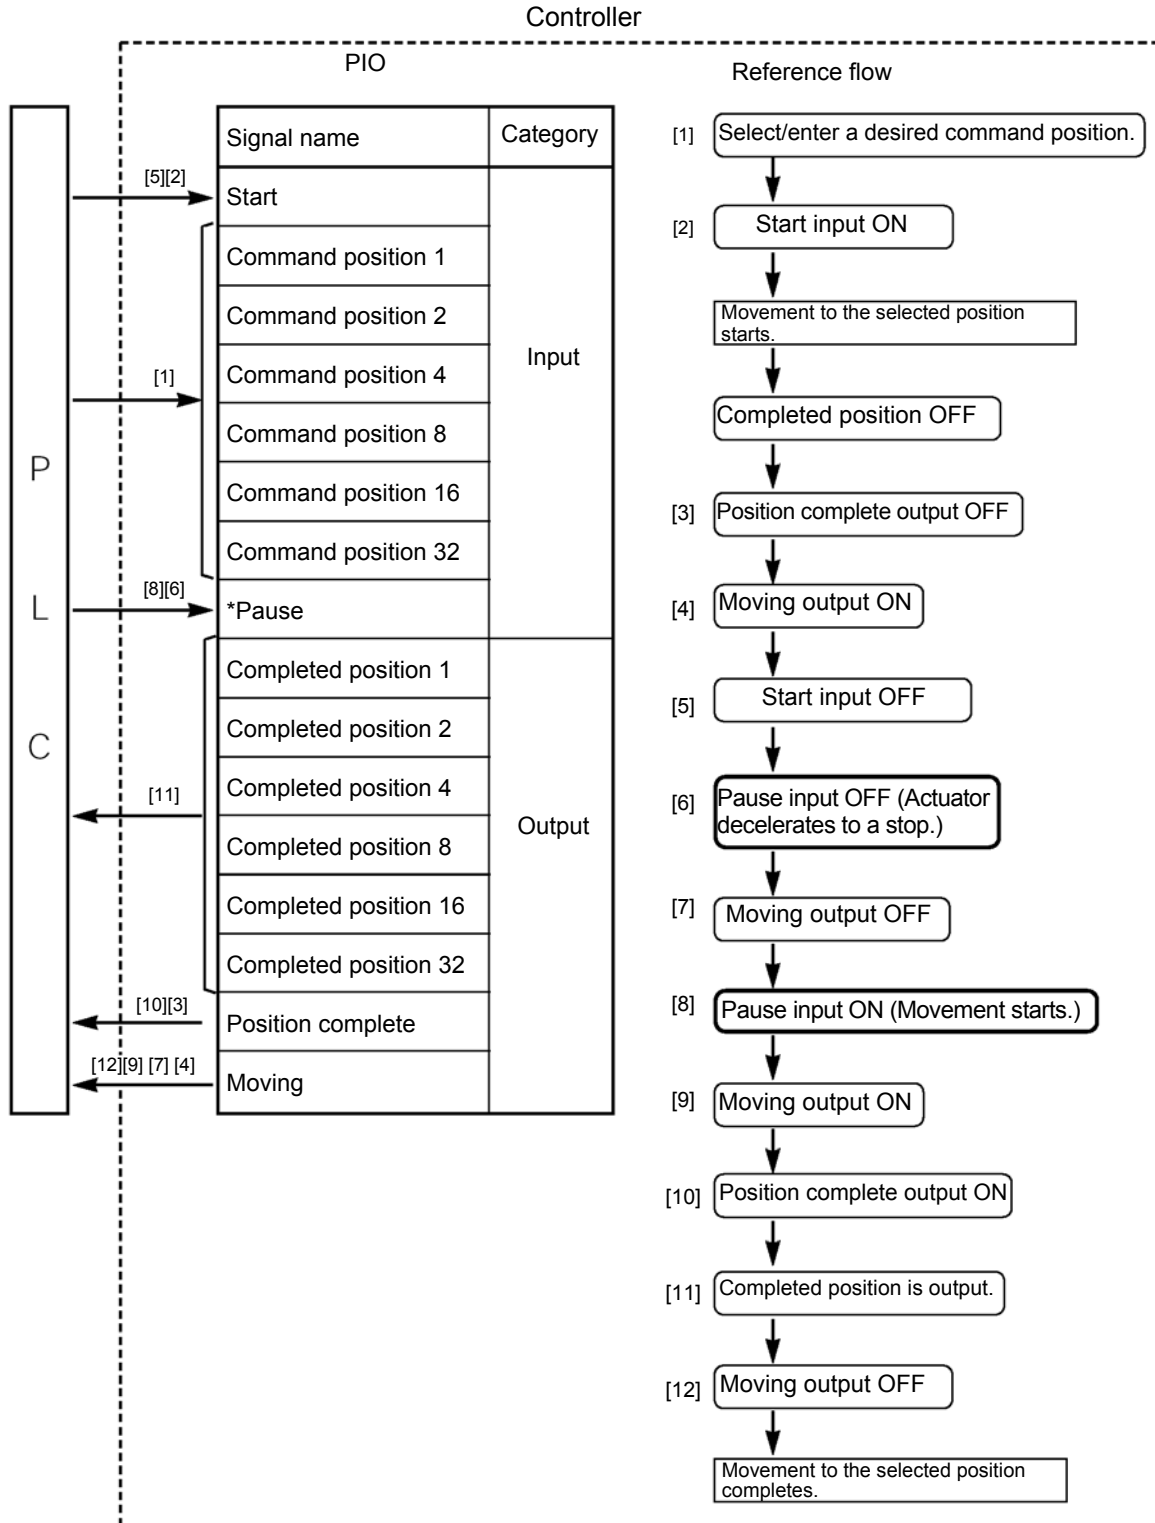 Controller
PIO
Reference flow
Signal name
Category
[5][2]
Start
Command position 1
Command position 2
[1]
Command position 4
Command position 8
Command position 16
Command position 32
Input
[8][6]
*Pause
Completed position 1
Completed position 2
[11]
Completed position 4
Completed position 8
Completed position 16
Completed position 32
Output
[10][3]
Position complete
[12][9] [7] [4]
Moving
P
L
C
[1]
Select/enter a desired command position.
[2]
Start input ON
Movement to the selected position
starts.
Completed position OFF
[3]
Position complete output OFF
[4]
Moving output ON
[5]
Start input OFF
[6]
Pause input OFF (Actuator
decelerates to a stop.)
[7]
Moving output OFF
[8]
Pause input ON (Movement starts.)
[9]
Moving output ON
[10]
Position complete output ON
[11]
Completed position is output.
[12]
Moving output OFF
Movement to the selected position
completes.